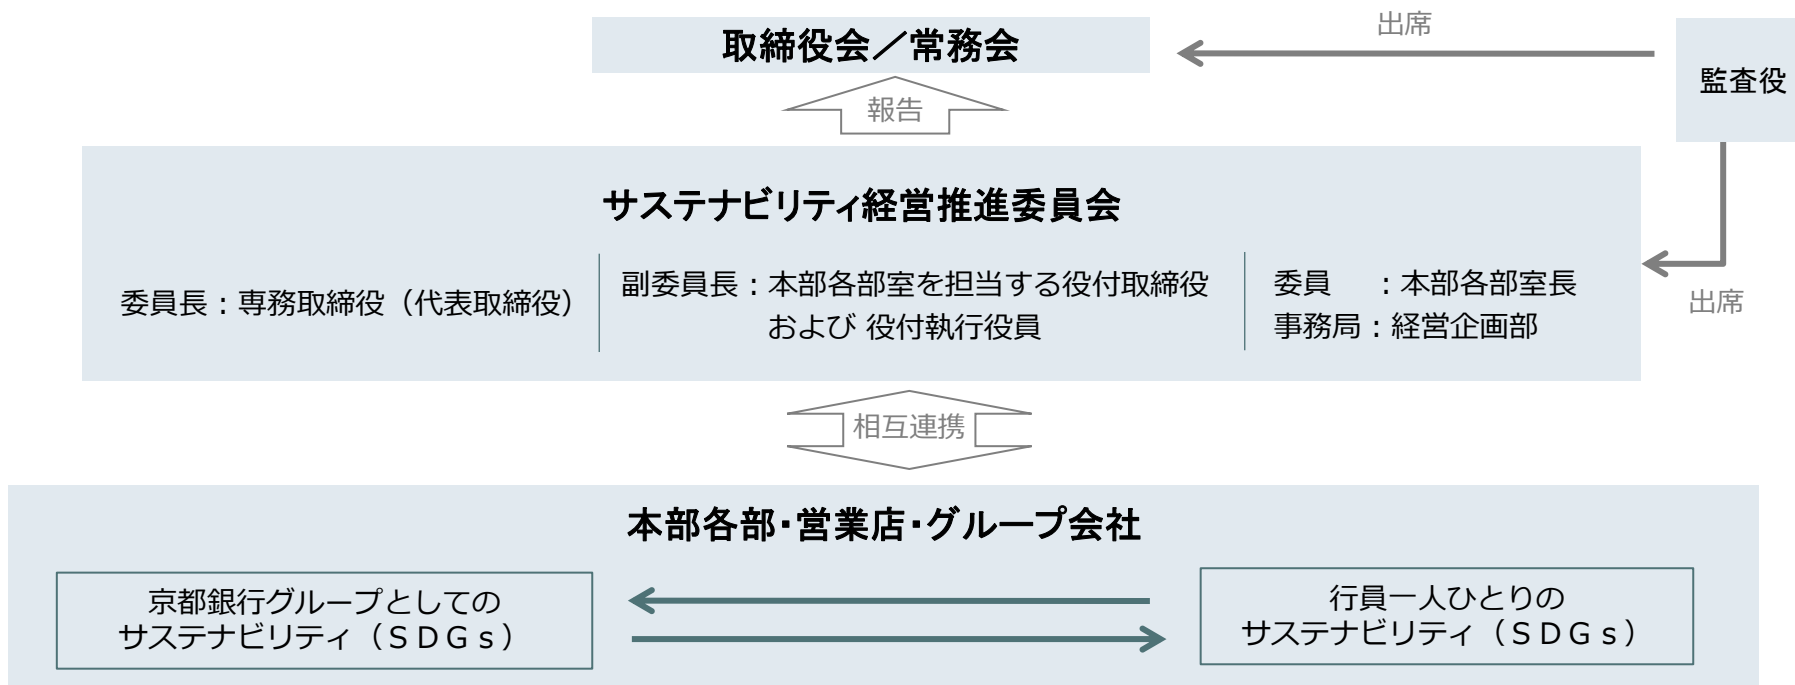 取締役会／常務会
出席
監査役
報告
サステナビリティ経営推進委員会
委員長：専務取締役（代表取締役）
副委員長：本部各部室を担当する役付取締役
および 役付執行役員
委員　：本部各部室長
事務局：経営企画部
出席
相互連携
本部各部・営業店・グループ会社
京都銀行グループとしての
サステナビリティ（ＳＤＧｓ）
行員一人ひとりの
サステナビリティ（ＳＤＧｓ）